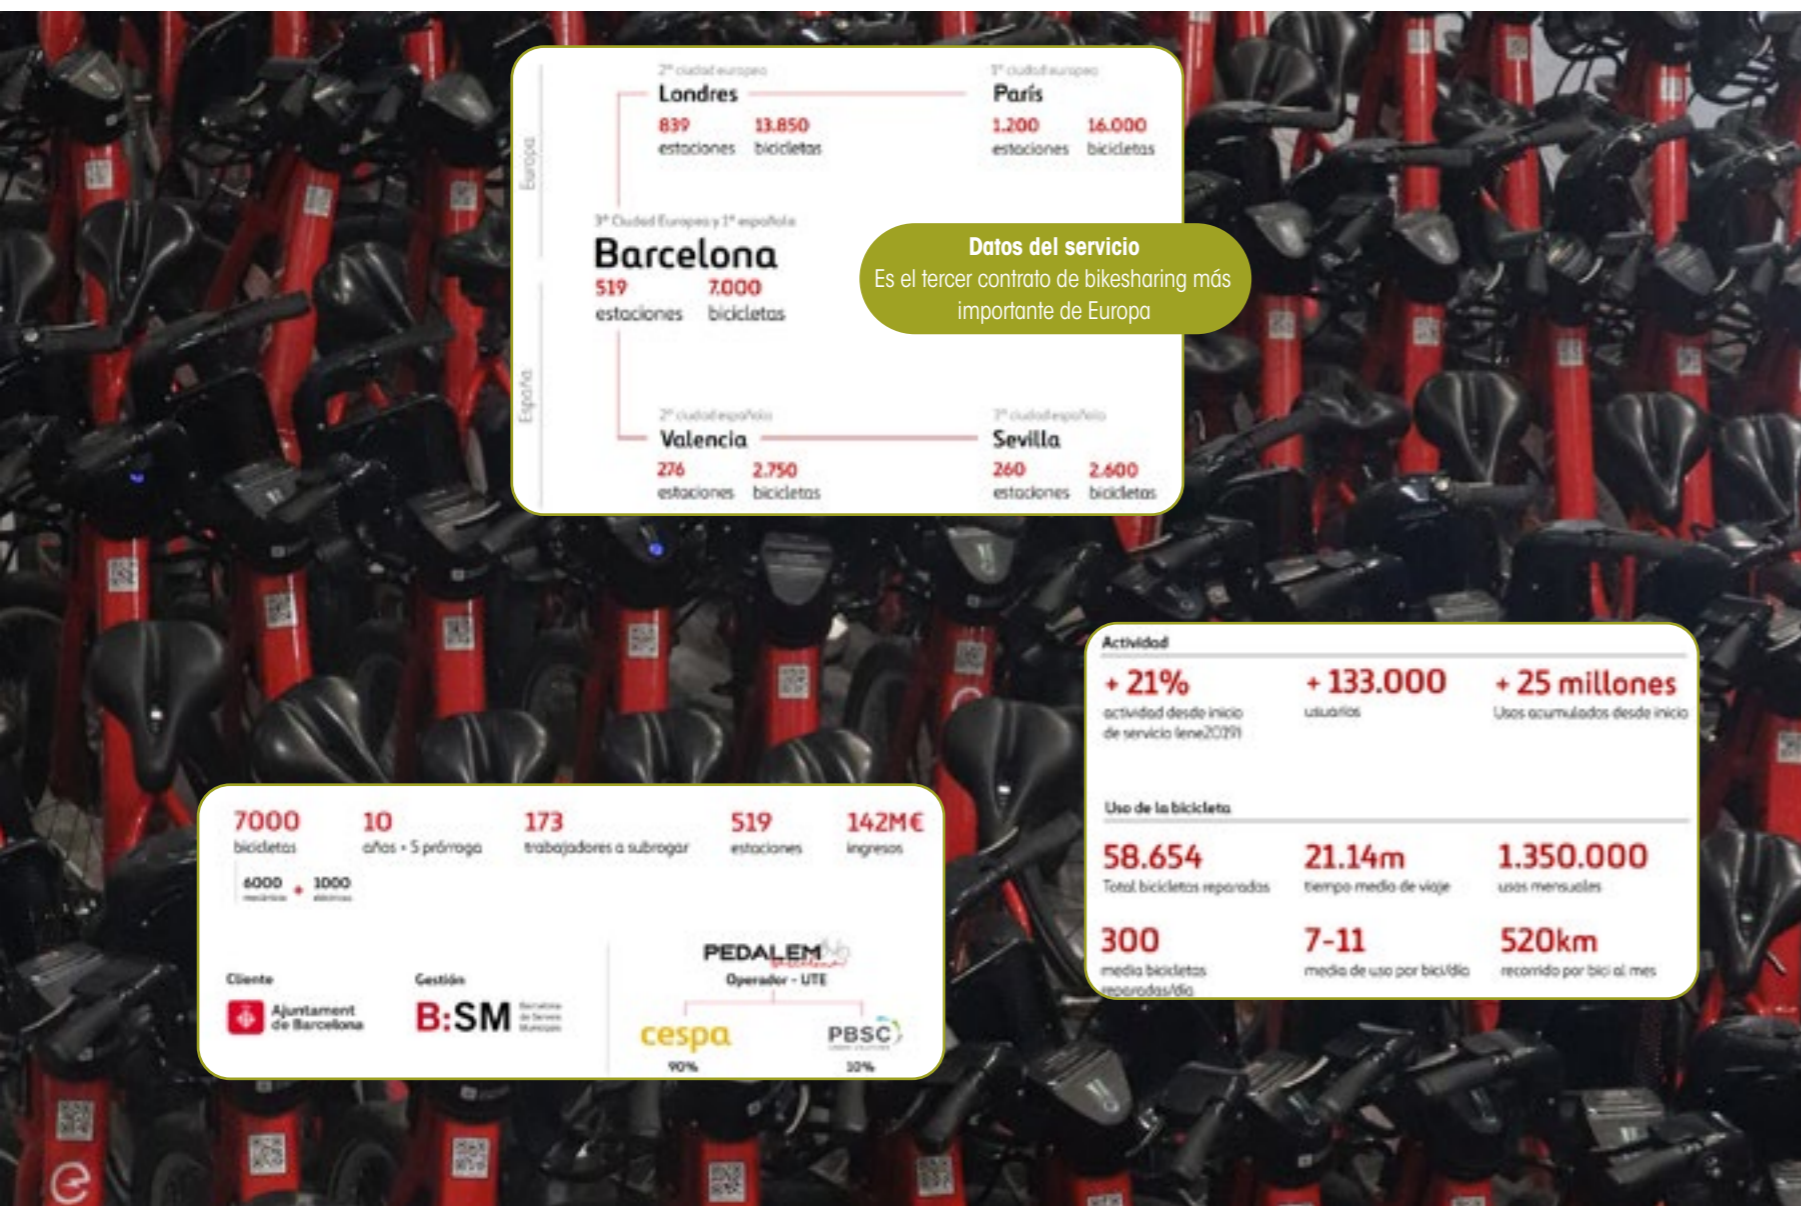 2ª ciudad europea
Londres
839 13.850
estaciones bicicletas
1ª ciudad europea
París
1.200 16.000
estaciones bicicletas
Europa
3ª Ciudad Europea y 1ª española
Barcelona
519 7.000
estaciones bicicletas
Datos del servicio
Es el tercer contrato de bikesharing más
importante de Europa
España
2ª ciudad española
Valencia
276 2.750
estaciones bicicletas
3ª ciudad española
Sevilla
260 2.600
estaciones bicicletas
Actividad
+ 21%
actividad desde inicio
de servicio (ene2019)
+ 133.000
usuarios
+ 25 millones
Usos acumulados desde inicio
Uso de la bicicleta
58.654
Total bicicletas reparadas
21.14m
tiempo medio de viaje
1.350.000
usos mensuales
300
media bicicletas
reparadas/día
7-11
media de uso por bici/día
520km
recorrido por bici al mes
7000
bicicletas
6000 + 1000
mecánicas eléctricas
10
años + 5 prórroga
173
trabajadores a subrogar
519
estaciones
142M€
ingresos
Cliente
Ajuntament
de Barcelona
Gestión
B:SM
Barcelona
de Serveis
Municipals
PEDALEM
Barcelona
Operador - UTE
cespa
90%
PBSC
10%